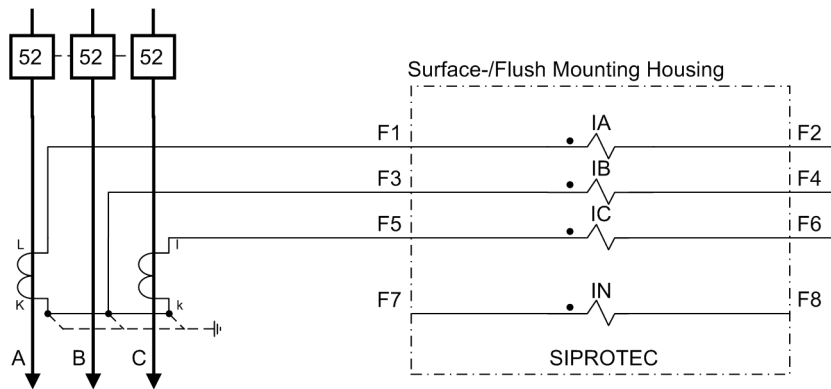 52 52 52
Surface-/Flush Mounting Housing
F1 IA F2
F3 IB F4
F5 IC F6
L l
K k
F7 IN F8
A B C
SIPROTEC